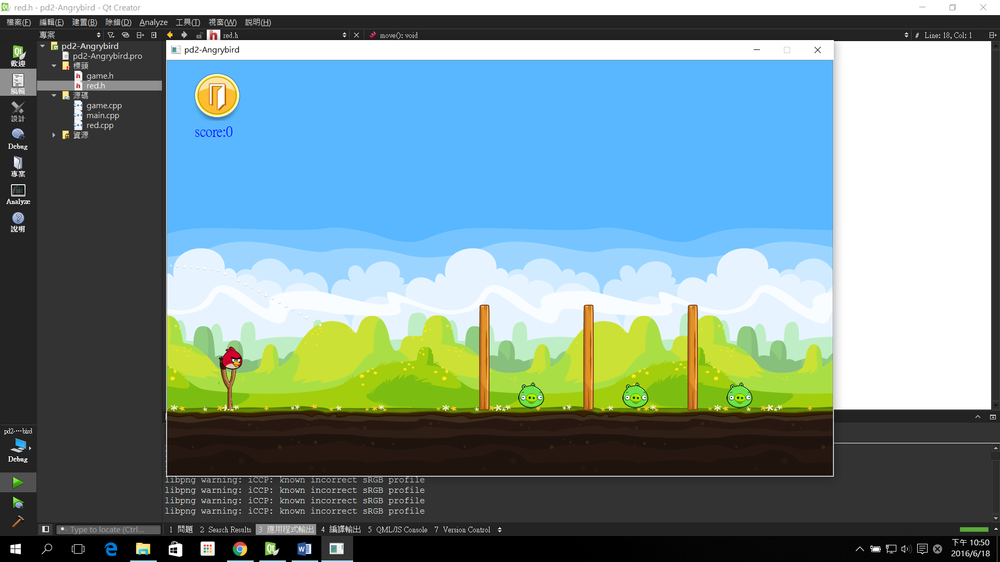 red.h - pd2-Angrybird - Qt Creator
檔案(F) 編輯(E) 建置(B) 除錯(D) Analyze 工具(T) 視窗(W) 說明(H)
專案 red.h move(): void # Line: 18, Col: 1
pd2-Angrybird
pd2-Angrybird.pro
標頭
game.h
red.h
源碼
game.cpp
main.cpp
red.cpp
資源
歡迎
編輯
設計
Debug
專案
Analyze
說明
pd2-Angrybird
score:0
pd2-⋯bird
Debug
libpng warning: iCCP: known incorrect sRGB profile
libpng warning: iCCP: known incorrect sRGB profile
libpng warning: iCCP: known incorrect sRGB profile
libpng warning: iCCP: known incorrect sRGB profile
Type to locate (Ctrl... 1 問題 2 Search Results 3 應用程式輸出 4 編譯輸出 5 QML/JS Console 7 Version Control
下午 10:50
2016/6/18